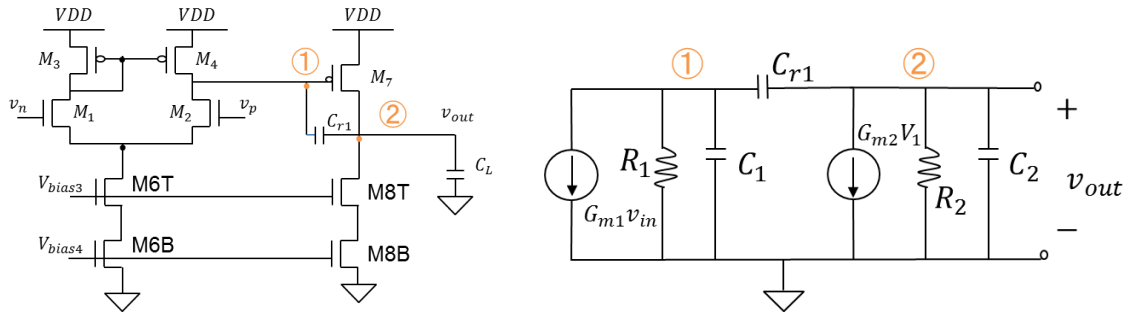 VDD VDD VDD
M3 M4 ① M7
vn M1 M2 vp Cr1 ② vout
CL
Vbias3 M6T M8T
Vbias4 M6B M8B
① Cr1 ②
R1 C1 Gm2V1 R2 C2 + vout −
Gm1vin